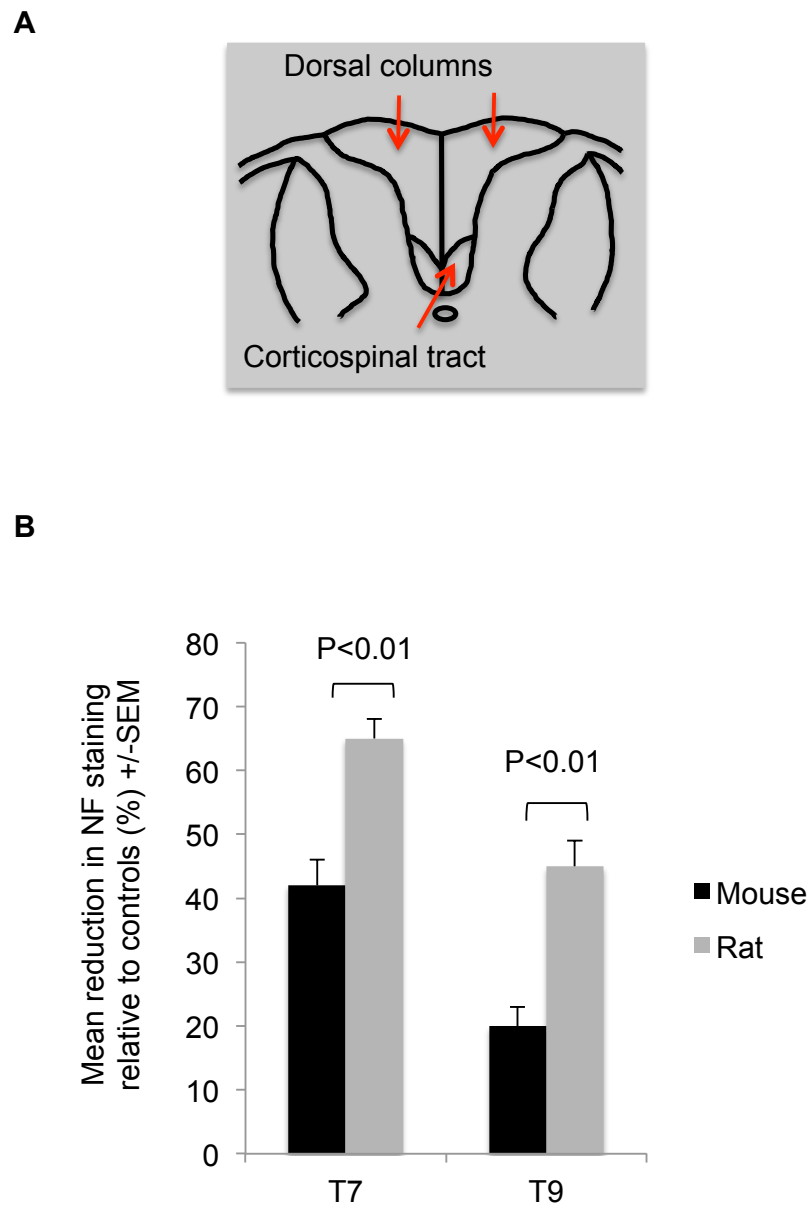 A
Dorsal columns
Corticospinal tract
B
Mean reduction in NF staining
relative to controls (%) +/-SEM
80
70
60
50
40
30
20
10
0
P<0.01
P<0.01
T7
T9
Mouse
Rat